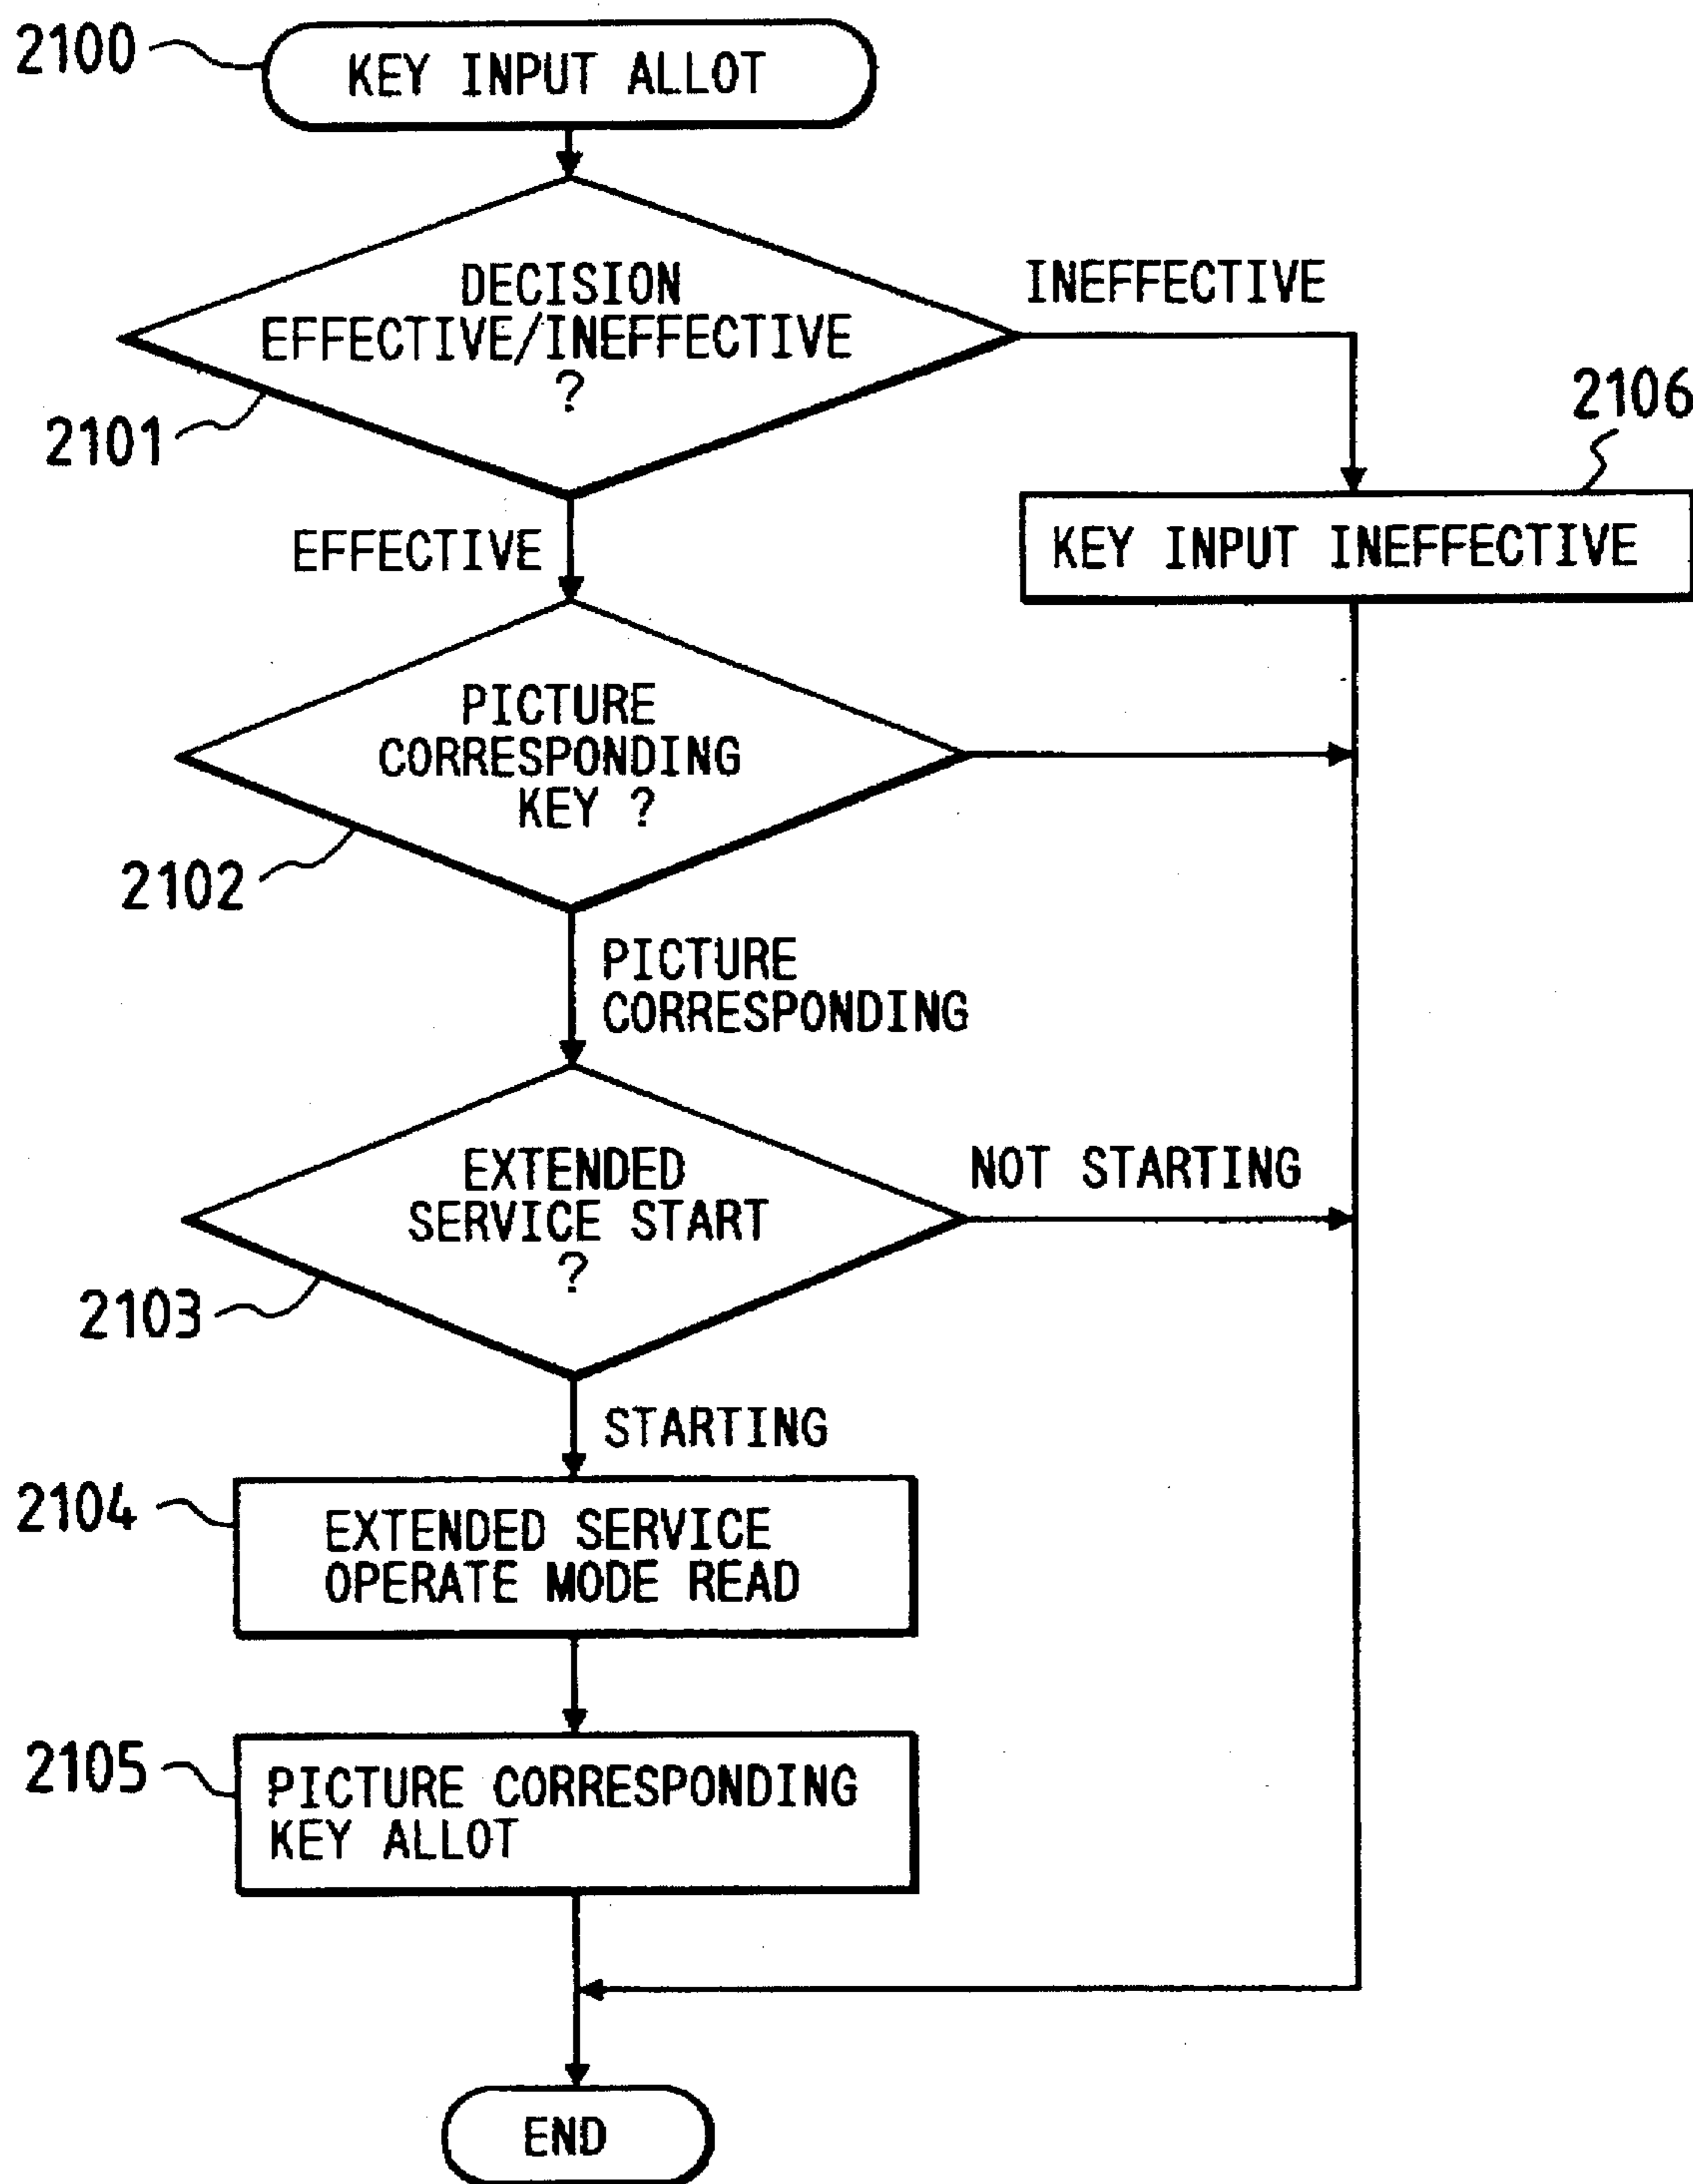 2100
KEY INPUT ALLOT
DECISION
EFFECTIVE/INEFFECTIVE
?
INEFFECTIVE
2101
2106
KEY INPUT INEFFECTIVE
EFFECTIVE
PICTURE
CORRESPONDING
KEY ?
2102
PICTURE
CORRESPONDING
EXTENDED
SERVICE START
?
NOT STARTING
2103
STARTING
2104
EXTENDED SERVICE
OPERATE MODE READ
2105
PICTURE CORRESPONDING
KEY ALLOT
END